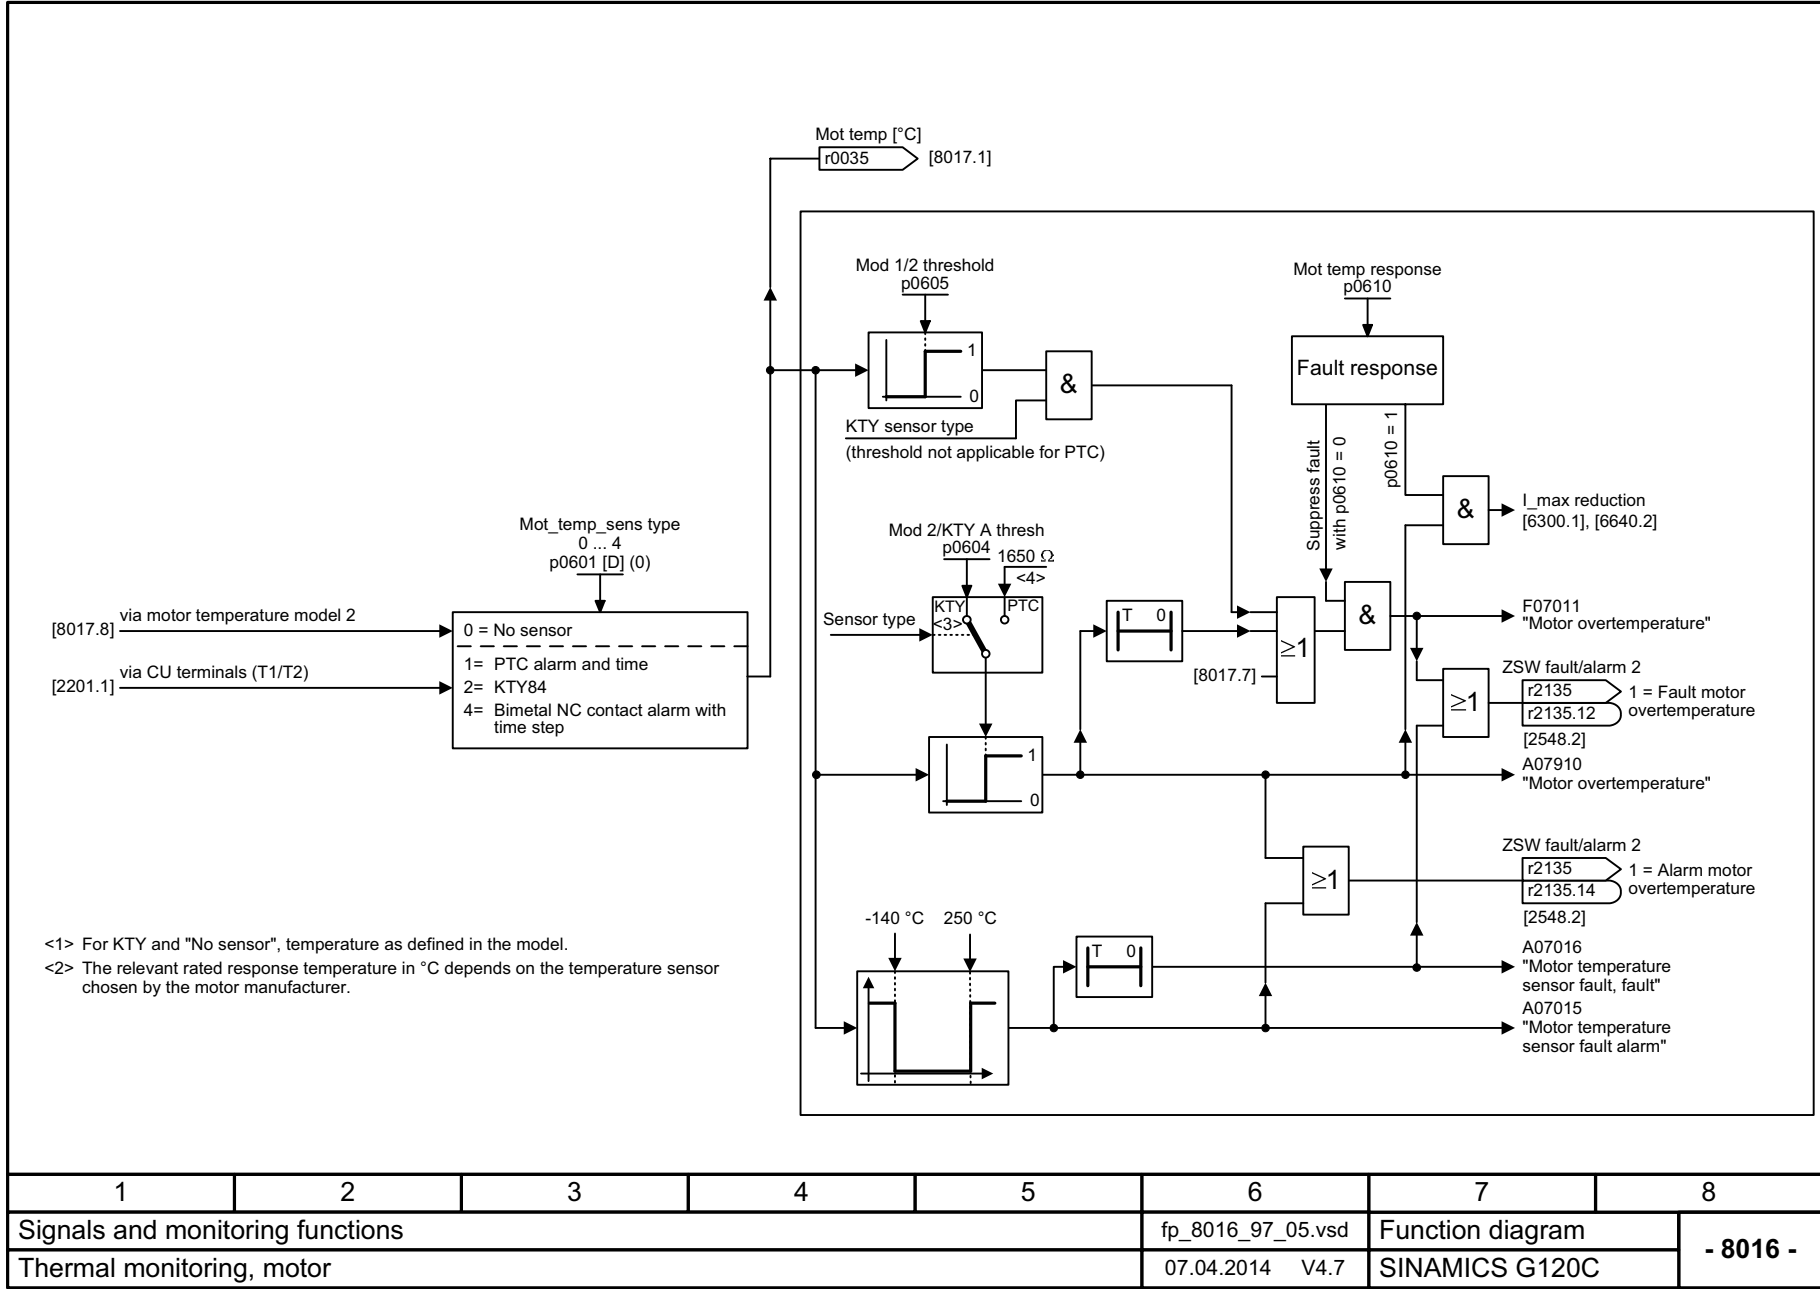 Mot temp [°C]
r0035
[8017.1]
Mod 1/2 threshold
p0605
1
0
&
KTY sensor type
(threshold not applicable for PTC)
Mot temp response
p0610
Fault response
Suppress fault
with p0610 = 0
p0610 = 1
&
I_max reduction
[6300.1], [6640.2]
Mot_temp_sens type
0 ... 4
p0601 [D] (0)
[8017.8]
via motor temperature model 2
[2201.1]
via CU terminals (T1/T2)
0 = No sensor
1= PTC alarm and time
2= KTY84
4= Bimetal NC contact alarm with
time step
Mod 2/KTY A thresh
p0604
1650 Ω
<4>
Sensor type
KTY
<3>
PTC
T 0
≥1
[8017.7]
&
F07011
"Motor overtemperature"
ZSW fault/alarm 2
r2135
r2135.12
1 = Fault motor
overtemperature
[2548.2]
≥1
1
0
A07910
"Motor overtemperature"
ZSW fault/alarm 2
r2135
r2135.14
1 = Alarm motor
overtemperature
[2548.2]
≥1
-140 °C
250 °C
T 0
A07016
"Motor temperature
sensor fault, fault"
A07015
"Motor temperature
sensor fault alarm"
<1> For KTY and "No sensor", temperature as defined in the model.
<2> The relevant rated response temperature in °C depends on the temperature sensor
chosen by the motor manufacturer.
1 2 3 4 5 6 7 8
Signals and monitoring functions
fp_8016_97_05.vsd
Function diagram
- 8016 -
Thermal monitoring, motor
07.04.2014 V4.7
SINAMICS G120C